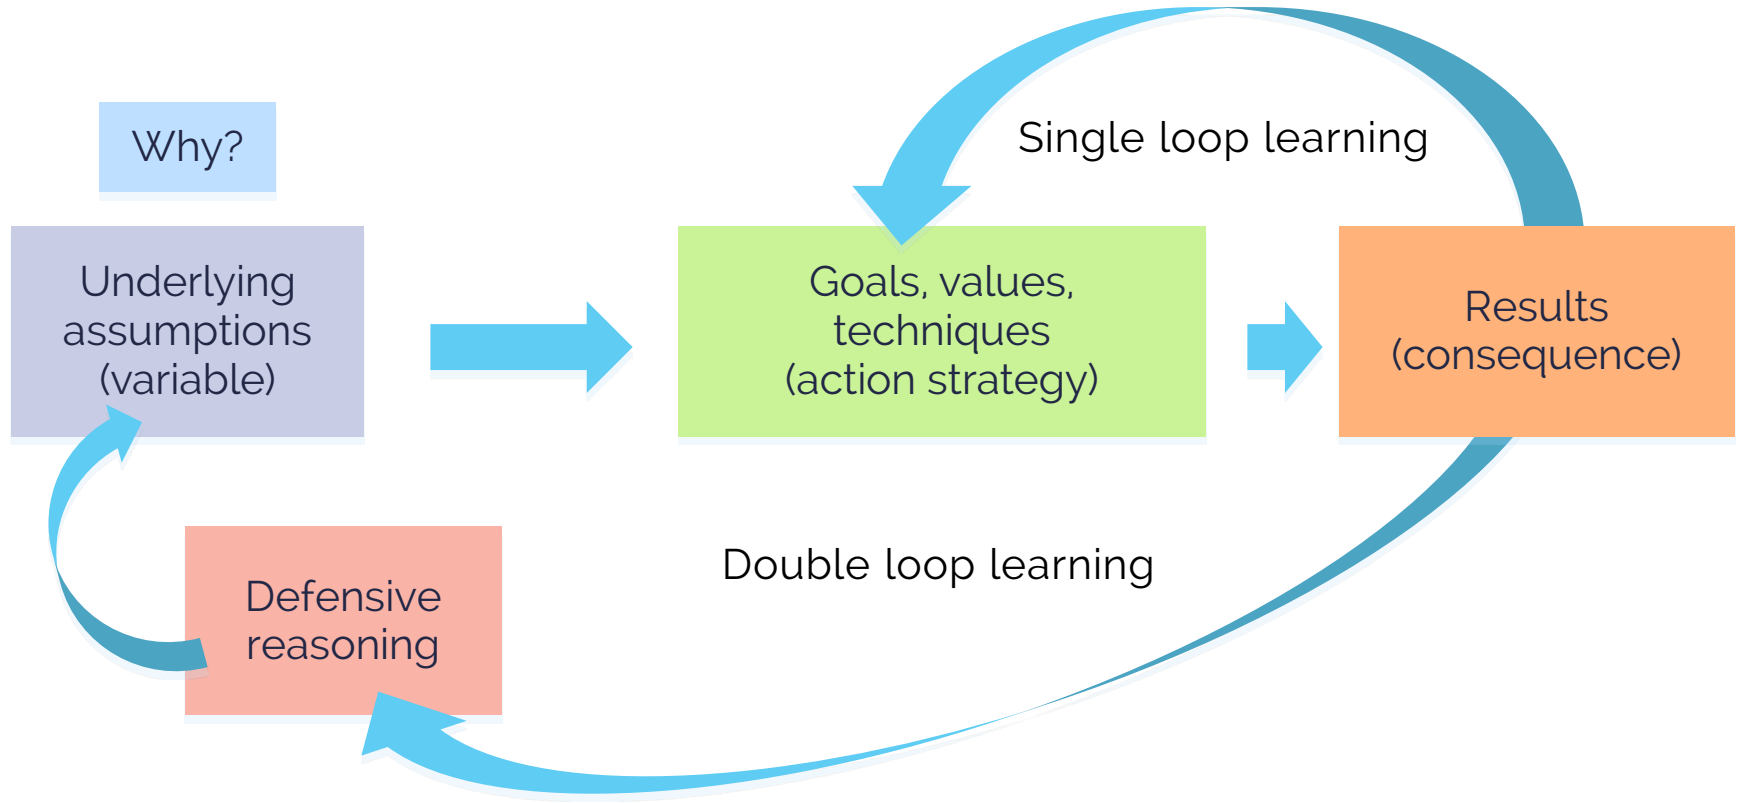 Why?
Single loop learning
Underlying
assumptions
(variable)
Goals, values,
techniques
(action strategy)
Results
(consequence)
Defensive
reasoning
Double loop learning